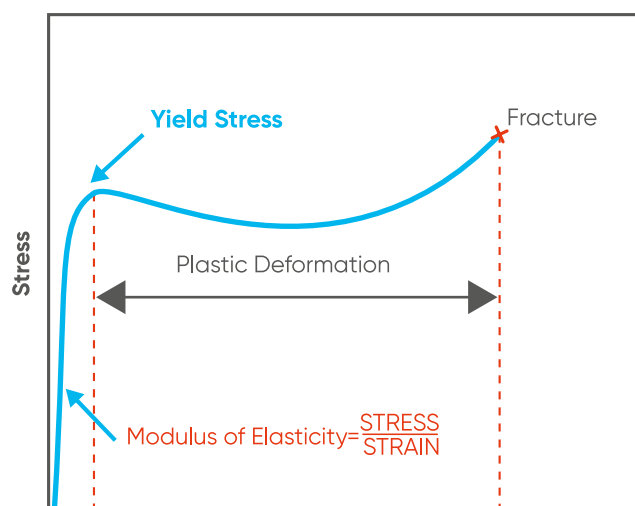 Yield Stress
Fracture
Plastic Deformation
Stress
Modulus of Elasticity=STRESS
STRAIN